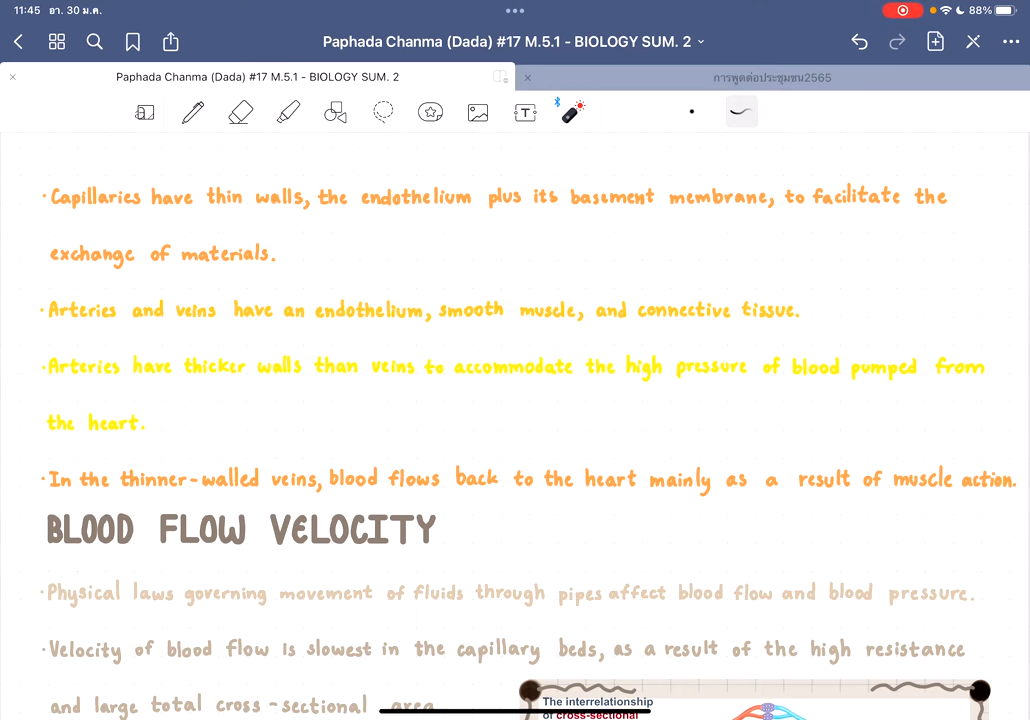 11:45 อา. 30 ม.ค.
88%
Paphada Chanma (Dada) #17 M.5.1 - BIOLOGY SUM. 2
Paphada Chanma (Dada) #17 M.5.1 - BIOLOGY SUM. 2
การพูดต่อประชุมชน2565
T
• Capillaries have thin walls, the endothelium plus its basement membrane, to facilitate the
exchange of materials.
• Arteries and veins have an endothelium, smooth muscle, and connective tissue.
• Arteries have thicker walls than veins to accommodate the high pressure of blood pumped from
the heart.
• In the thinner-walled veins, blood flows back to the heart mainly as a result of muscle action.
BLOOD FLOW VELOCITY
• Physical laws governing movement of fluids through pipes affect blood flow and blood pressure.
• Velocity of blood flow is slowest in the capillary beds, as a result of the high resistance
and large total cross-sectional area
The interrelationship
of cross-sectional